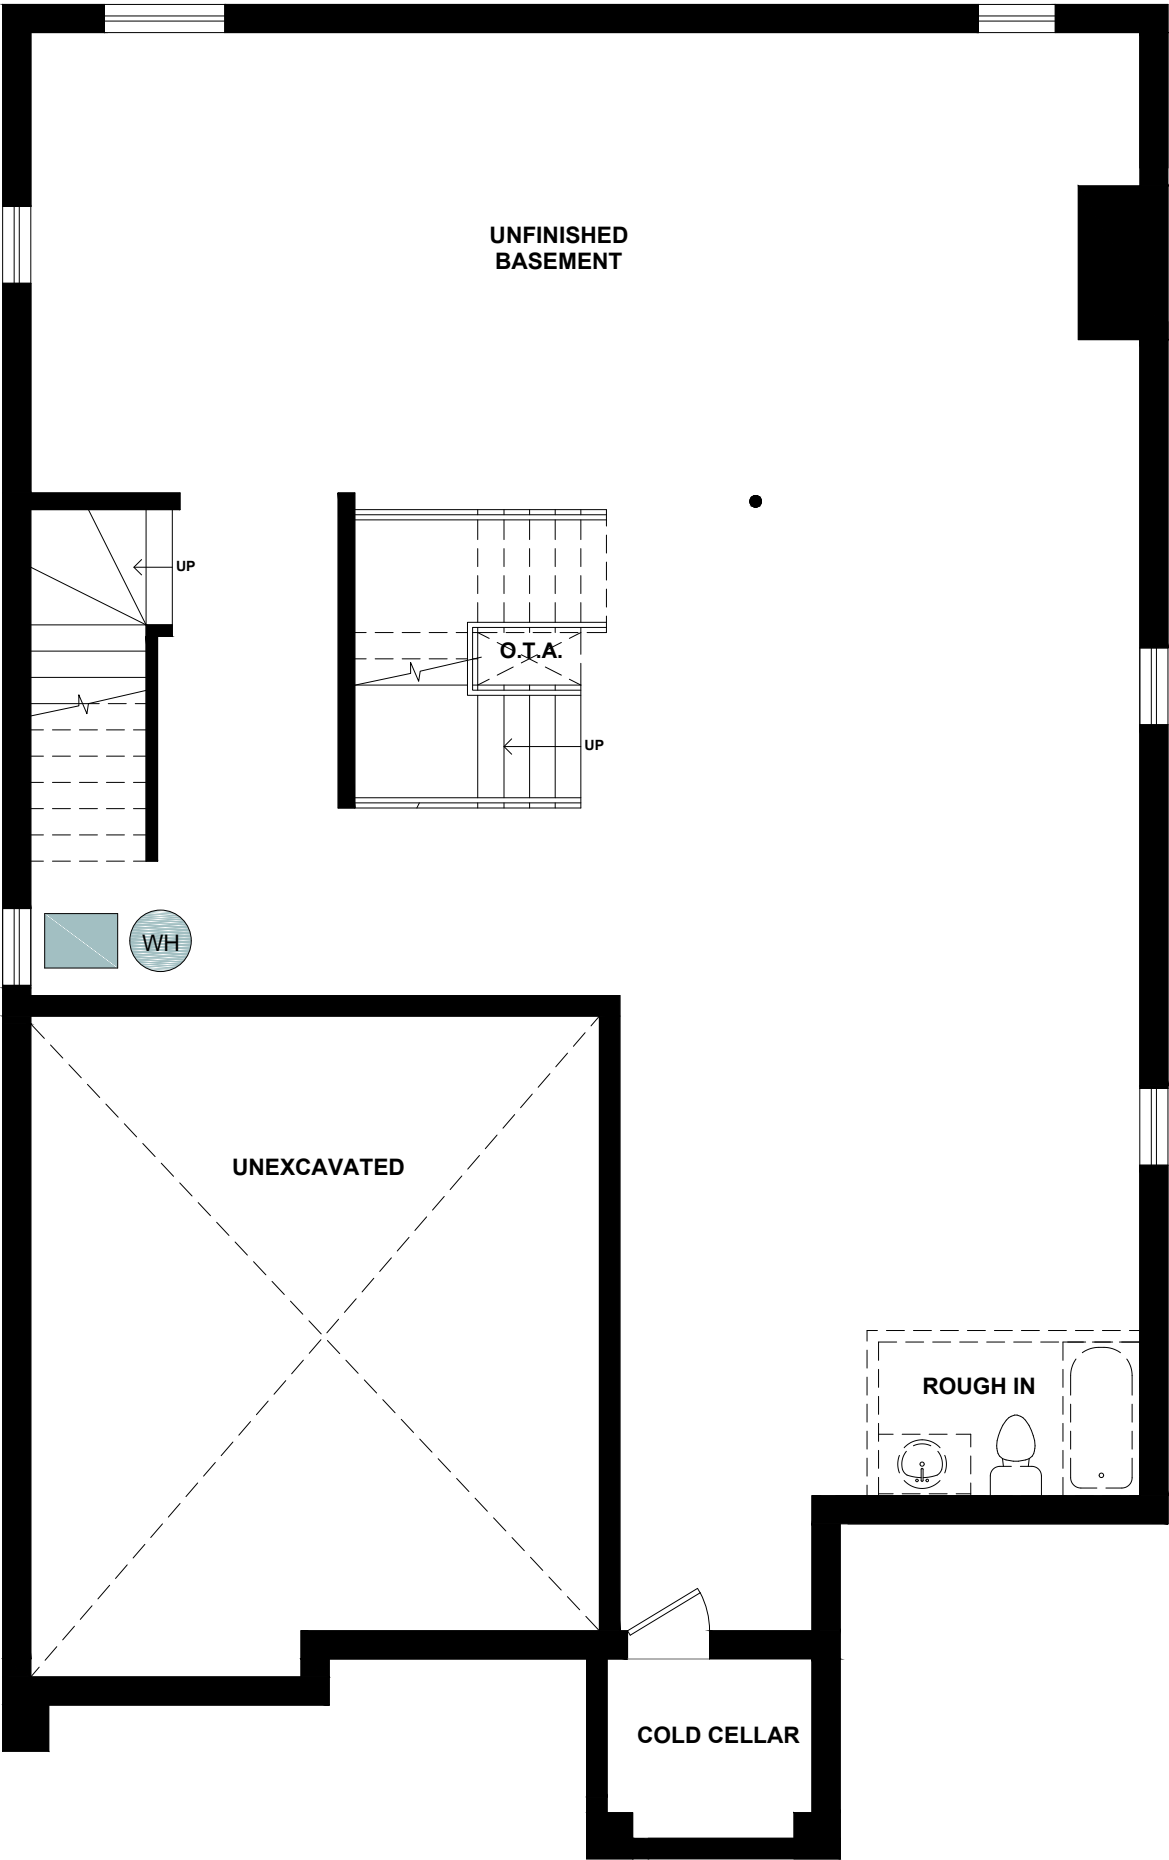 UNFINISHED
BASEMENT
UP
O.T.A.
UP
WH
UNEXCAVATED
ROUGH IN
COLD CELLAR